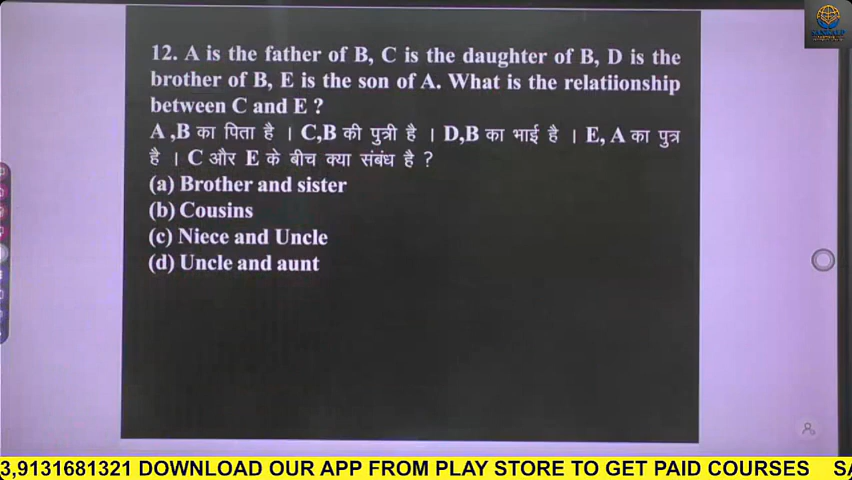 12. A is the father of B, C is the daughter of B, D is the
brother of B, E is the son of A. What is the relatiionship
between C and E ?
A ,B का पिता है । C,B की पुत्री है । D,B का भाई है । E, A का पुत्र
है । C और E के बीच क्या संबंध है ?
(a) Brother and sister
(b) Cousins
(c) Niece and Uncle
(d) Uncle and aunt
3,9131681321 DOWNLOAD OUR APP FROM PLAY STORE TO GET PAID COURSES SA